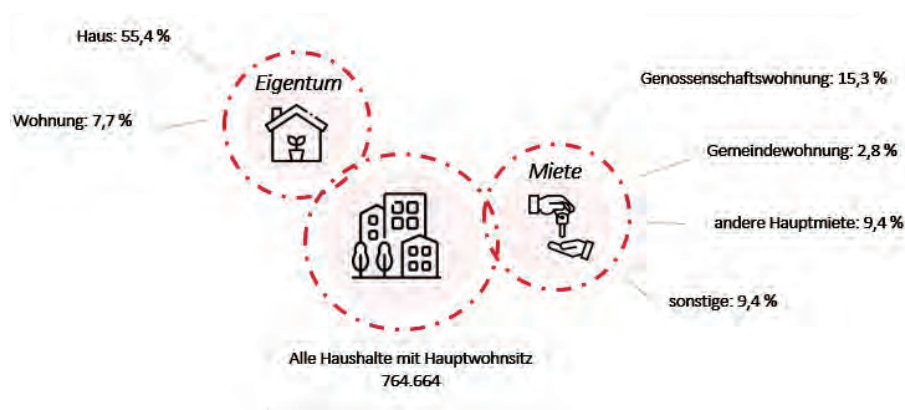 Haus: 55,4 %
Eigentum
Wohnung: 7,7 %
Genossenschaftswohnung: 15,3 %
Gemeindewohnung: 2,8 %
Miete
andere Hauptmiete: 9,4 %
sonstige: 9,4 %
Alle Haushalte mit Hauptwohnsitz
764.664